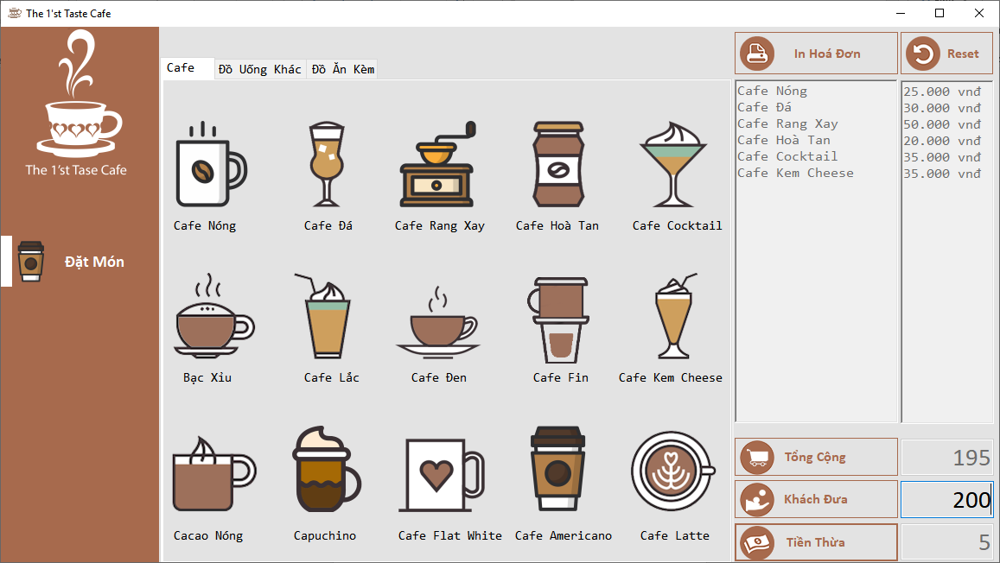 The 1'st Taste Cafe
The 1'st Tase Cafe
Đặt Món
Cafe
Đồ Uống Khác
Đồ Ăn Kèm
Cafe Nóng
Cafe Đá
Cafe Rang Xay
Cafe Hoà Tan
Cafe Cocktail
Bạc Xỉu
Cafe Lắc
Cafe Đen
Cafe Fin
Cafe Kem Cheese
Cacao Nóng
Capuchino
Cafe Flat White
Cafe Americano
Cafe Latte
In Hoá Đơn
Reset
Cafe Nóng 25.000 vnđ
Cafe Đá 30.000 vnđ
Cafe Rang Xay 50.000 vnđ
Cafe Hoà Tan 20.000 vnđ
Cafe Cocktail 35.000 vnđ
Cafe Kem Cheese 35.000 vnđ
Tổng Cộng 195
Khách Đưa 200
Tiền Thừa 5